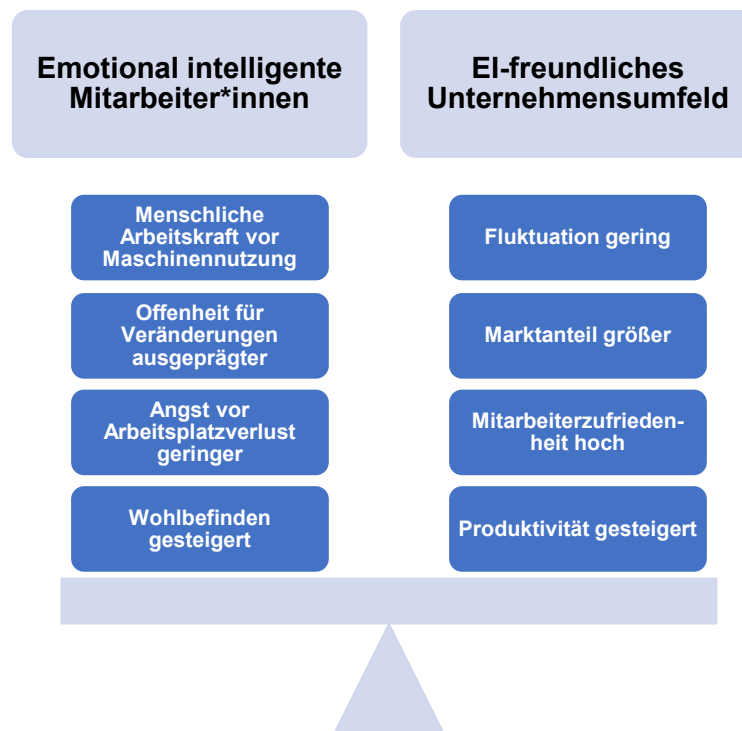 Emotional intelligente
Mitarbeiter*innen
EI-freundliches
Unternehmensumfeld
Menschliche
Arbeitskraft vor
Maschinennutzung
Offenheit für
Veränderungen
ausgeprägter
Angst vor
Arbeitsplatzverlust
geringer
Wohlbefinden
gesteigert
Fluktuation gering
Marktanteil größer
Mitarbeiterzufrieden-
heit hoch
Produktivität gesteigert